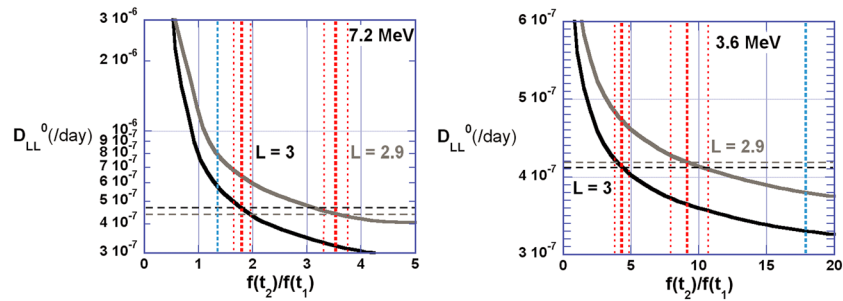 3 10⁻⁶
7.2 MeV
10⁻⁶
9 10⁻⁷
8 10⁻⁷
7 10⁻⁷
6 10⁻⁷
5 10⁻⁷
4 10⁻⁷
3 10⁻⁷
D_LL⁰(/day)
L = 3
L = 2.9
0 1 2 3 4 5
f(t₂)/f(t₁)
6 10⁻⁷
3.6 MeV
5 10⁻⁷
4 10⁻⁷
3 10⁻⁷
D_LL⁰(/day)
L = 2.9
L = 3
0 5 10 15 20
f(t₂)/f(t₁)